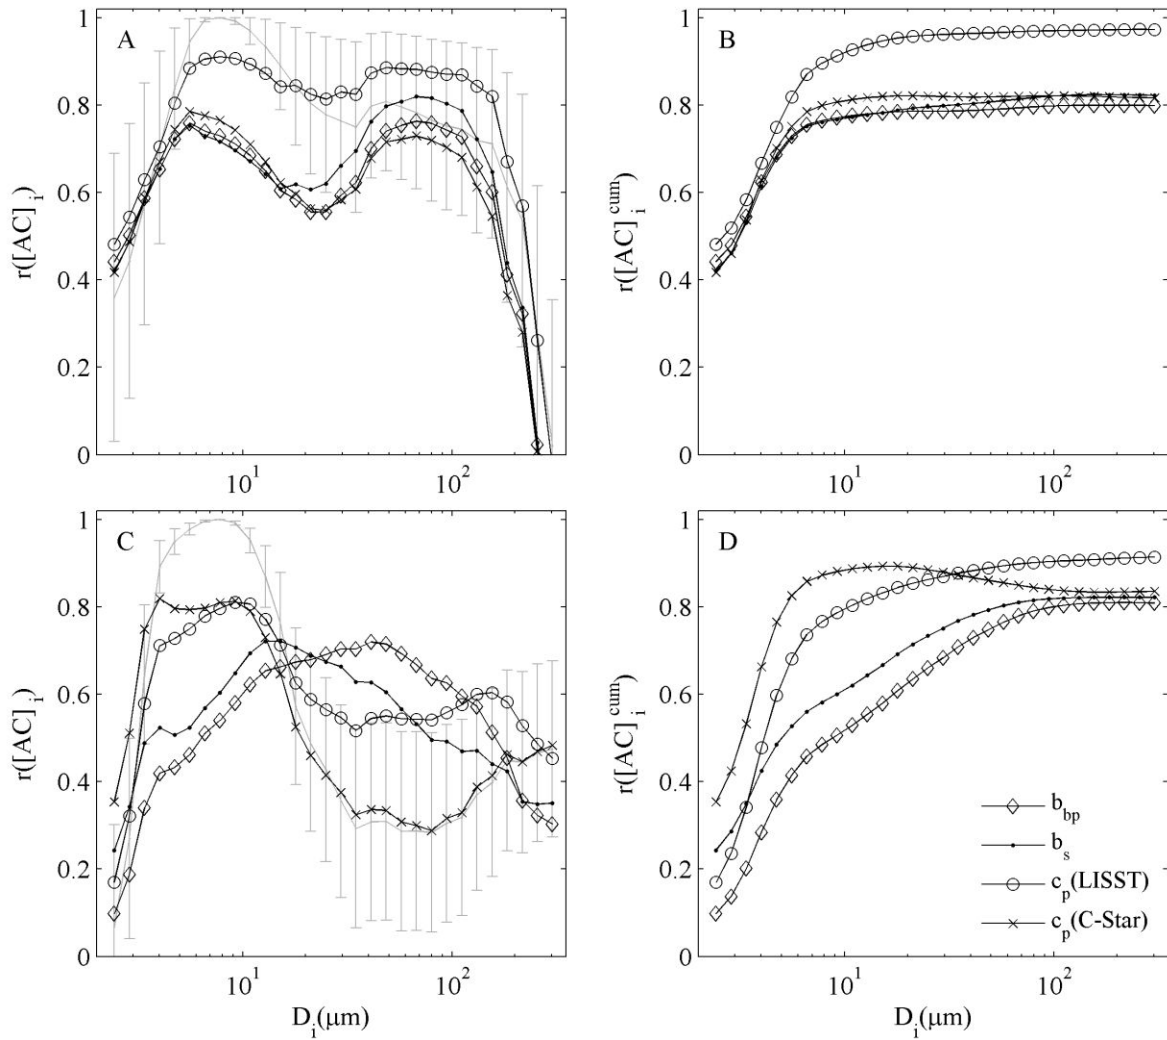 A
1
0.8
0.6
0.4
0.2
0
r([AC]i)
10^1
10^2
B
1
0.8
0.6
0.4
0.2
0
r([AC]i^cum)
10^1
10^2
C
1
0.8
0.6
0.4
0.2
0
r([AC]i)
10^1
10^2
Di(μm)
D
1
0.8
0.6
0.4
0.2
0
r([AC]i^cum)
bbp
bs
cp(LISST)
cp(C-Star)
10^1
10^2
Di(μm)